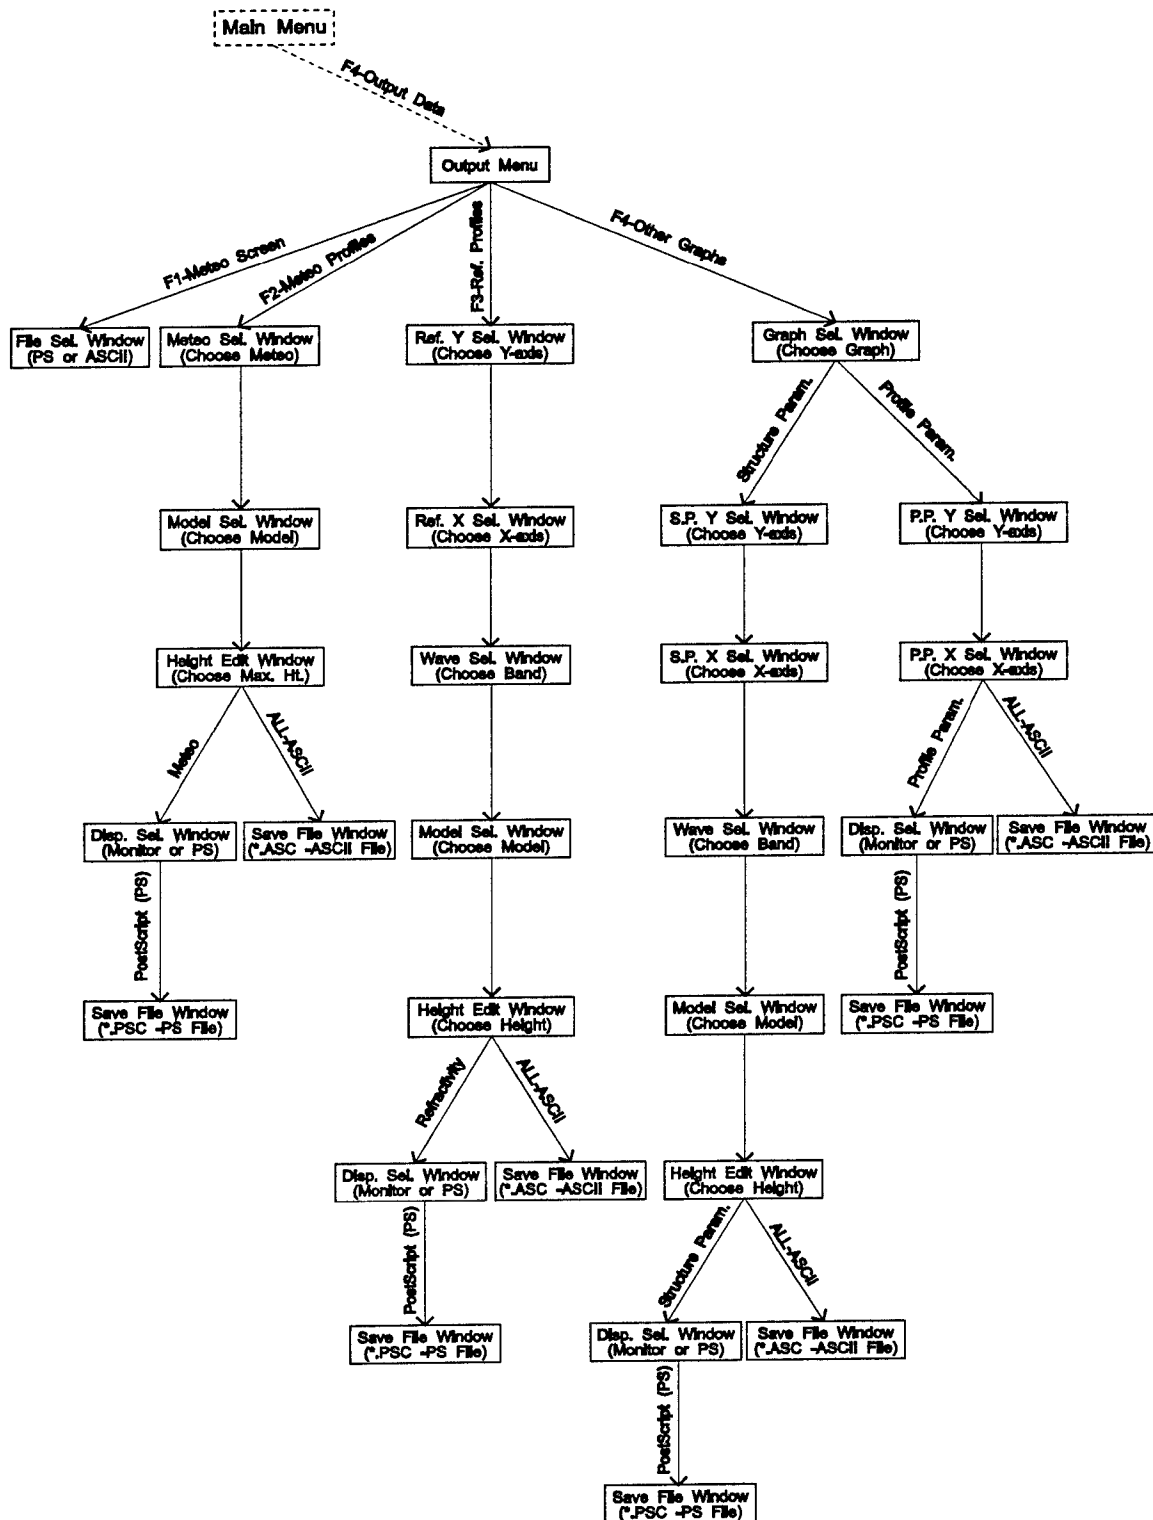 Main Menu
F4-Output Data
Output Menu
F1-Meteo Screen
F2-Meteo Profiles
F3-Ref. Profiles
F4-Other Graphs
File Sel. Window
(PS or ASCII)
Meteo Sel. Window
(Choose Meteo)
Ref. Y Sel. Window
(Choose Y-axis)
Graph Sel. Window
(Choose Graph)
Structure Param.
Profile Param.
Model Sel. Window
(Choose Model)
Ref. X Sel. Window
(Choose X-axis)
S.P. Y Sel. Window
(Choose Y-axis)
P.P. Y Sel. Window
(Choose Y-axis)
Height Edit Window
(Choose Max. Ht.)
Wave Sel. Window
(Choose Band)
S.P. X Sel. Window
(Choose X-axis)
P.P. X Sel. Window
(Choose X-axis)
Meteo
ALL-ASCII
Profile Param.
ALL-ASCII
Disp. Sel. Window
(Monitor or PS)
Save File Window
(*.ASC -ASCII File)
Model Sel. Window
(Choose Model)
Wave Sel. Window
(Choose Band)
Disp. Sel. Window
(Monitor or PS)
Save File Window
(*.ASC -ASCII File)
PostScript (PS)
PostScript (PS)
Save File Window
(*.PSC -PS File)
Height Edit Window
(Choose Height)
Model Sel. Window
(Choose Model)
Save File Window
(*.PSC -PS File)
Refractivity
ALL-ASCII
Disp. Sel. Window
(Monitor or PS)
Save File Window
(*.ASC -ASCII File)
Height Edit Window
(Choose Height)
PostScript (PS)
Structure Param.
ALL-ASCII
Save File Window
(*.PSC -PS File)
Disp. Sel. Window
(Monitor or PS)
Save File Window
(*.ASC -ASCII File)
PostScript (PS)
Save File Window
(*.PSC -PS File)